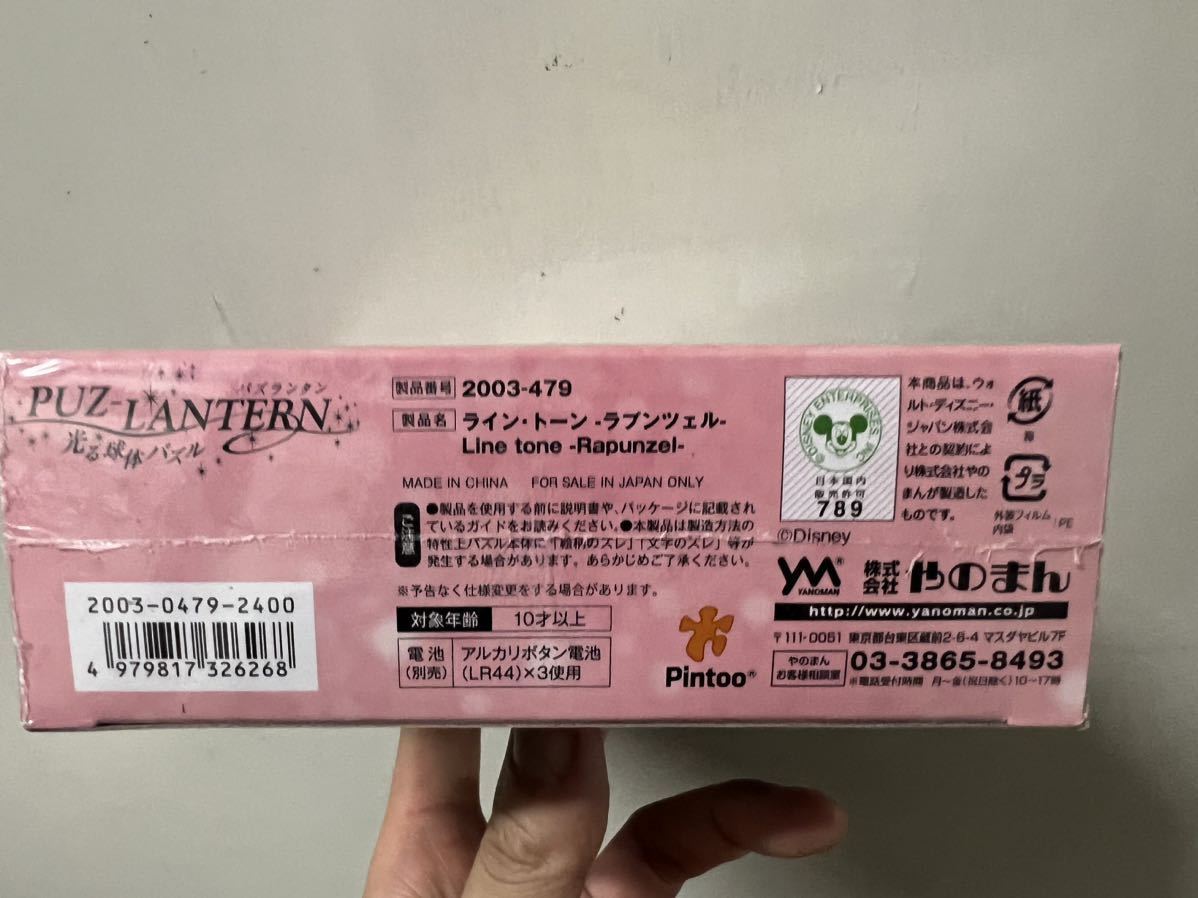 パズランタン
PUZ-LANTERN
光る球体パズル
2003-0479-2400
4 979817 326268
製品番号 2003-479
製品名 ライン・トーン -ラプンツェル-
Line tone -Rapunzel-
MADE IN CHINA FOR SALE IN JAPAN ONLY
ご注意
●製品を使用する前に説明書や、パッケージに記載され
ているガイドをお読みください。●本製品は製造方法の
特性上パズル本体に「絵柄のズレ」「文字のズレ」等が
発生する場合があります。あらかじめご了承ください。
※予告なく仕様変更をする場合があります。
対象年齢 10才以上
電池 アルカリボタン電池
(別売) (LR44)×3使用
Pintoo®
©DISNEY ENTERPRISES, INC.
日本国内
販売許可
789
©Disney
本商品は、ウォ
ルト・ディズニー・
ジャパン株式会
社との契約によ
り株式会社やの
まんが製造した
ものです。
紙
箱
プラ
外装フィルム
内袋 :PE
YM®
YANOMAN
株式会社 やのまん
http://www.yanoman.co.jp
〒111-0051 東京都台東区蔵前2-6-4 マスダヤビル7F
やのまん
お客様相談室
03-3865-8493
※電話受付時間 月〜金(祝日除く)10〜17時